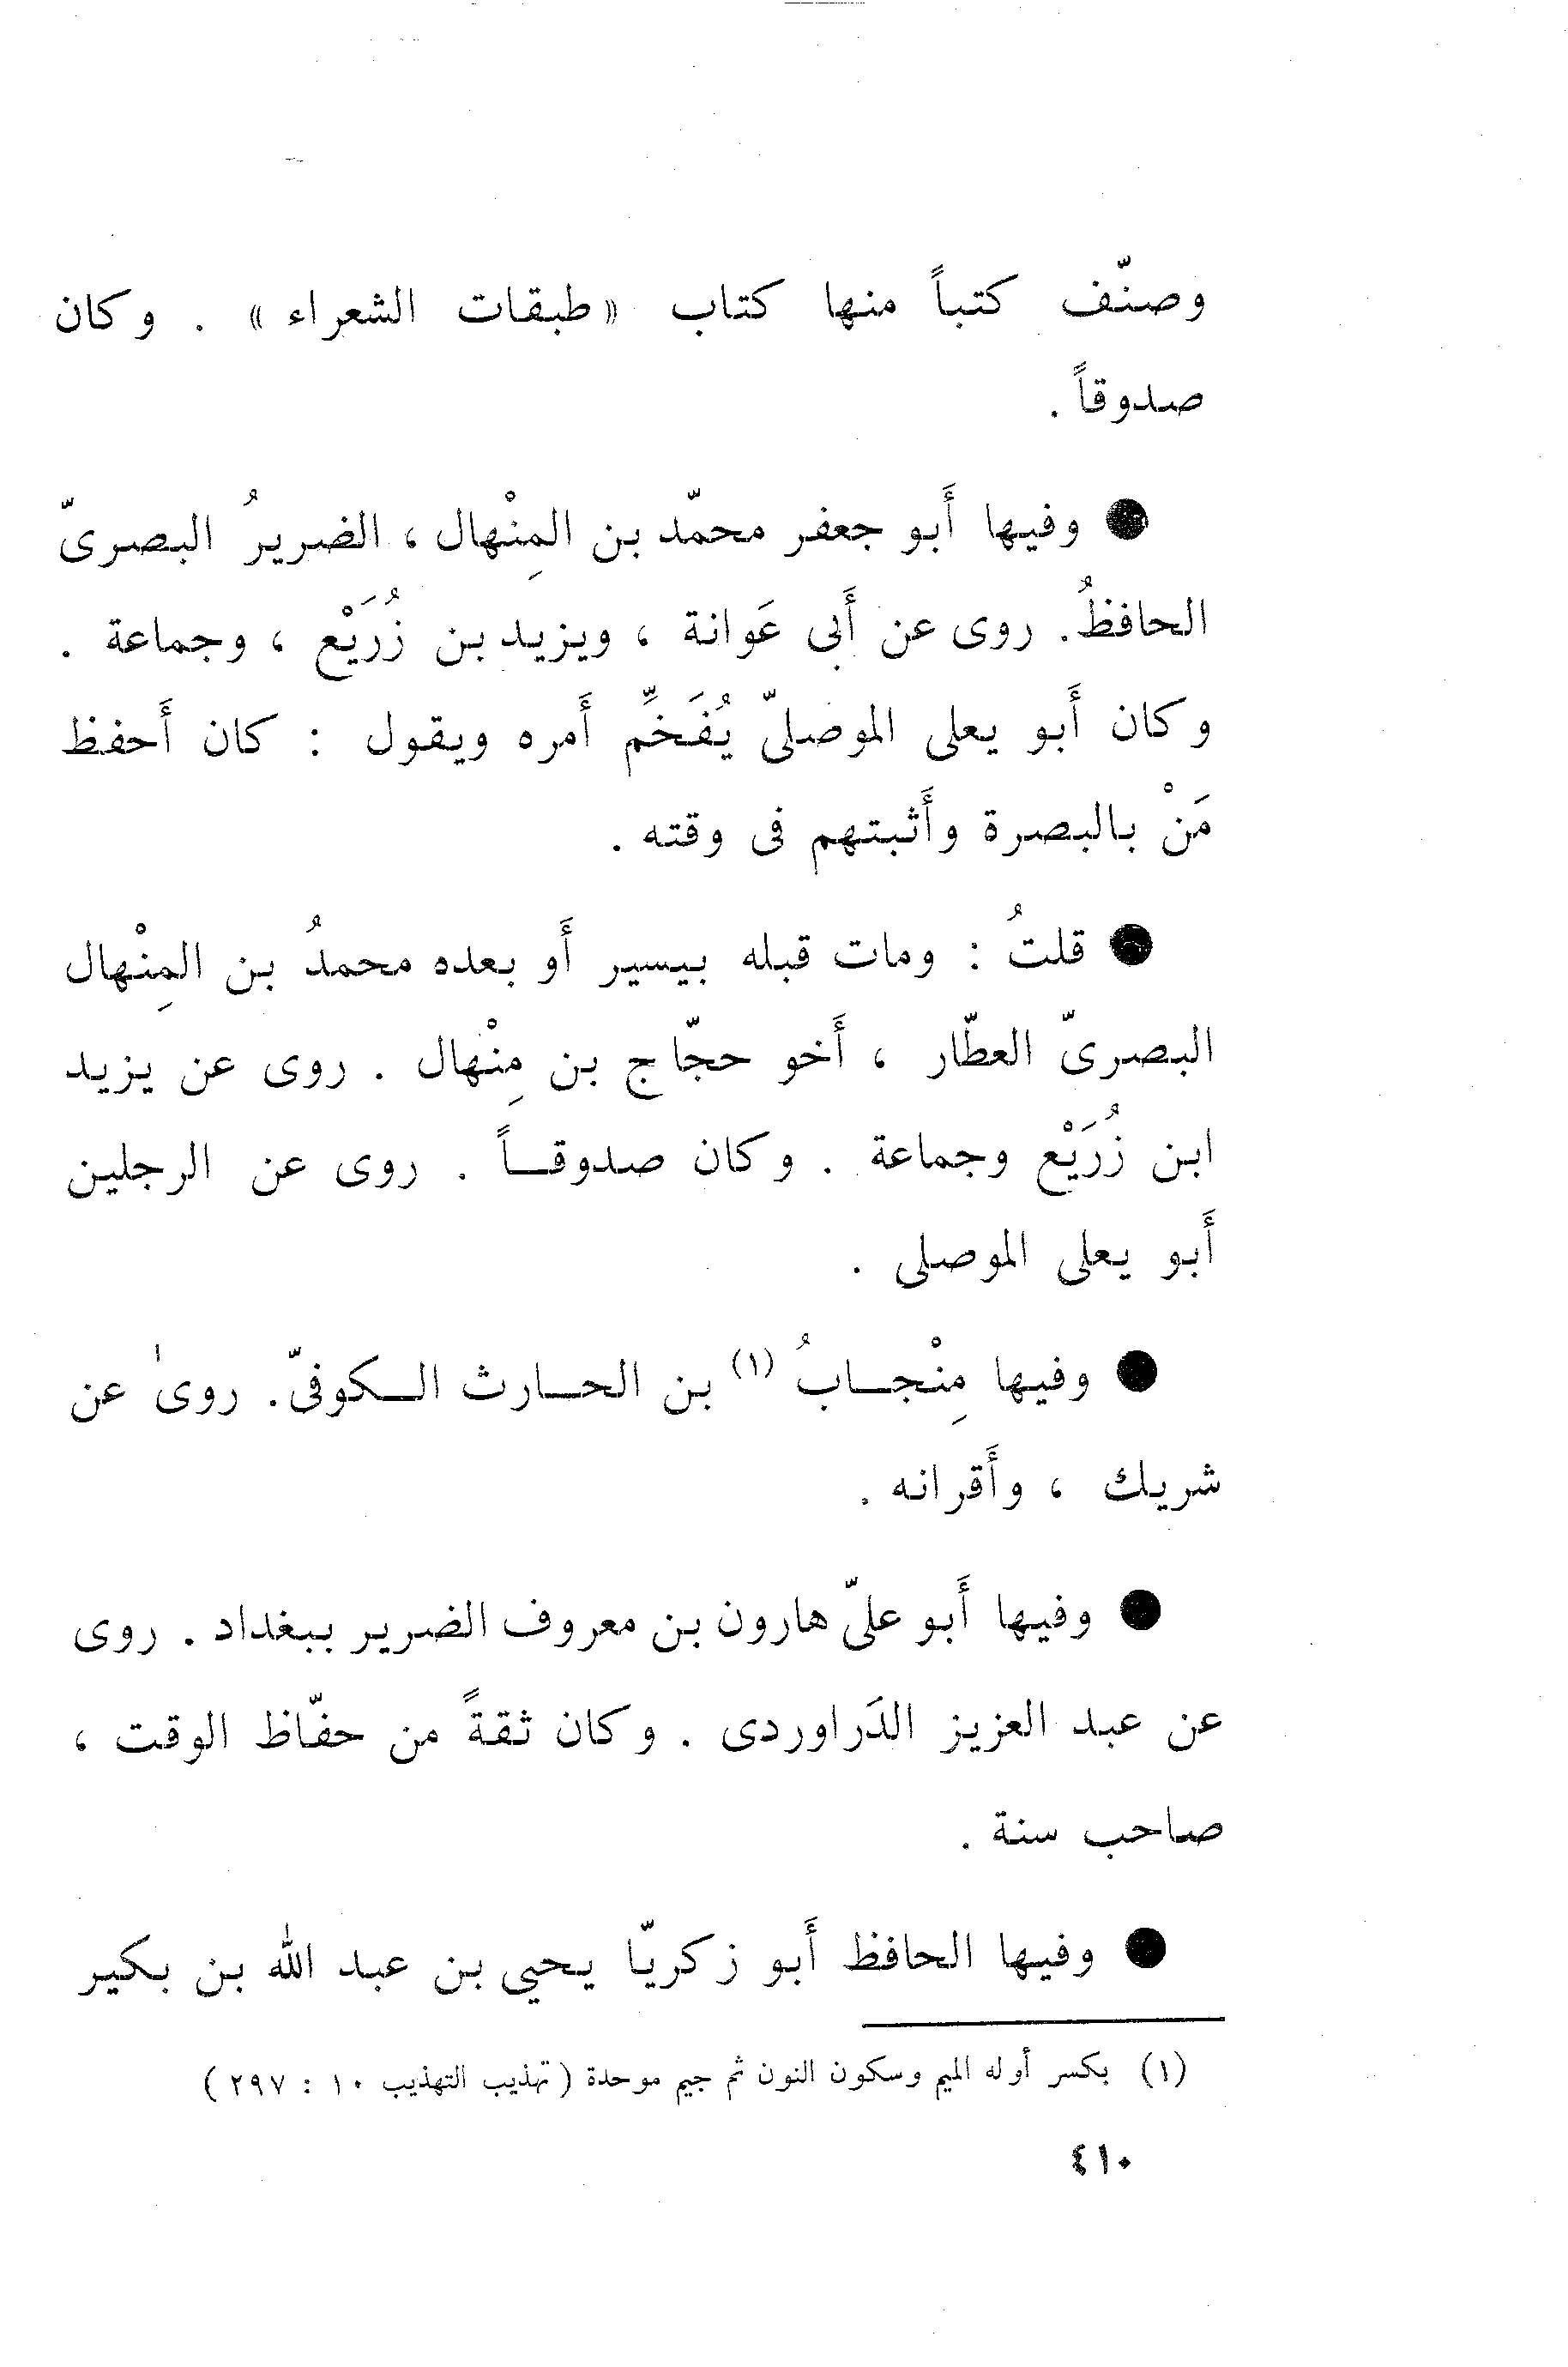 وصنّف كتباً منها كتاب «طبقات الشعراء» . وكان
صدوقاً .
● وفيها أَبو جعفر محمّد بن المِنْهال ، الضريرُ البصرىّ
الحافظُ. روى عن أَبى عَوانة ، ويزيد بن زُرَيْع ، وجماعة .
وكان أَبو يعلى الموصلىّ يُفَخِّم أَمره ويقول : كان أَحفظ
مَنْ بالبصرة وأَثبتهم فى وقته .
● قلتُ : ومات قبله بيسير أَو بعده محمدُ بن المِنْهال
البصرىّ العطّار ، أَخو حجّاج بن مِنْهال . روى عن يزيد
ابن زُرَيْع وجماعة . وكان صدوقـاً . روى عن الرجلين
أَبو يعلى الموصلى .
● وفيها مِنْجـابُ (١) بن الحـارث الـكوفىّ. روىٰ عن
شريك ، وأَقرانه .
● وفيها أَبو علىّ هارون بن معروف الضرير ببغداد . روى
عن عبد العزيز الدَراوردى . وكان ثقةً من حفّاظ الوقت ،
صاحب سنة .
● وفيها الحافظ أَبو زكريّا يحيى بن عبد الله بن بكير
(١) بكسر أوله الميم وسكون النون ثم جيم موحدة (تهذيب التهذيب ١٠ : ٢٩٧ )
٤١٠